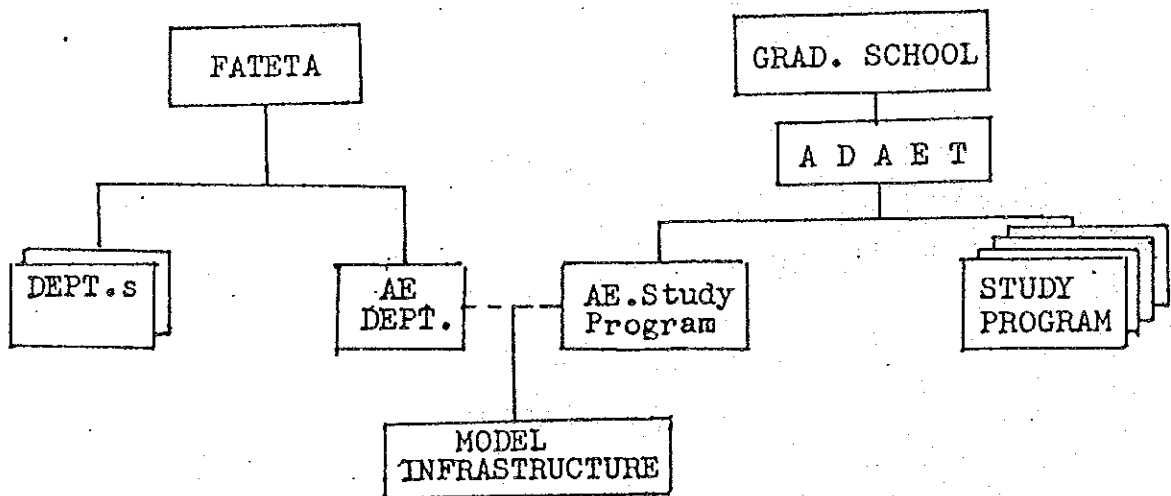 FATETA
GRAD. SCHOOL
A D A E T
DEPT.s
AE
DEPT.
AE.Study
Program
STUDY
PROGRAM
MODEL
INFRASTRUCTURE